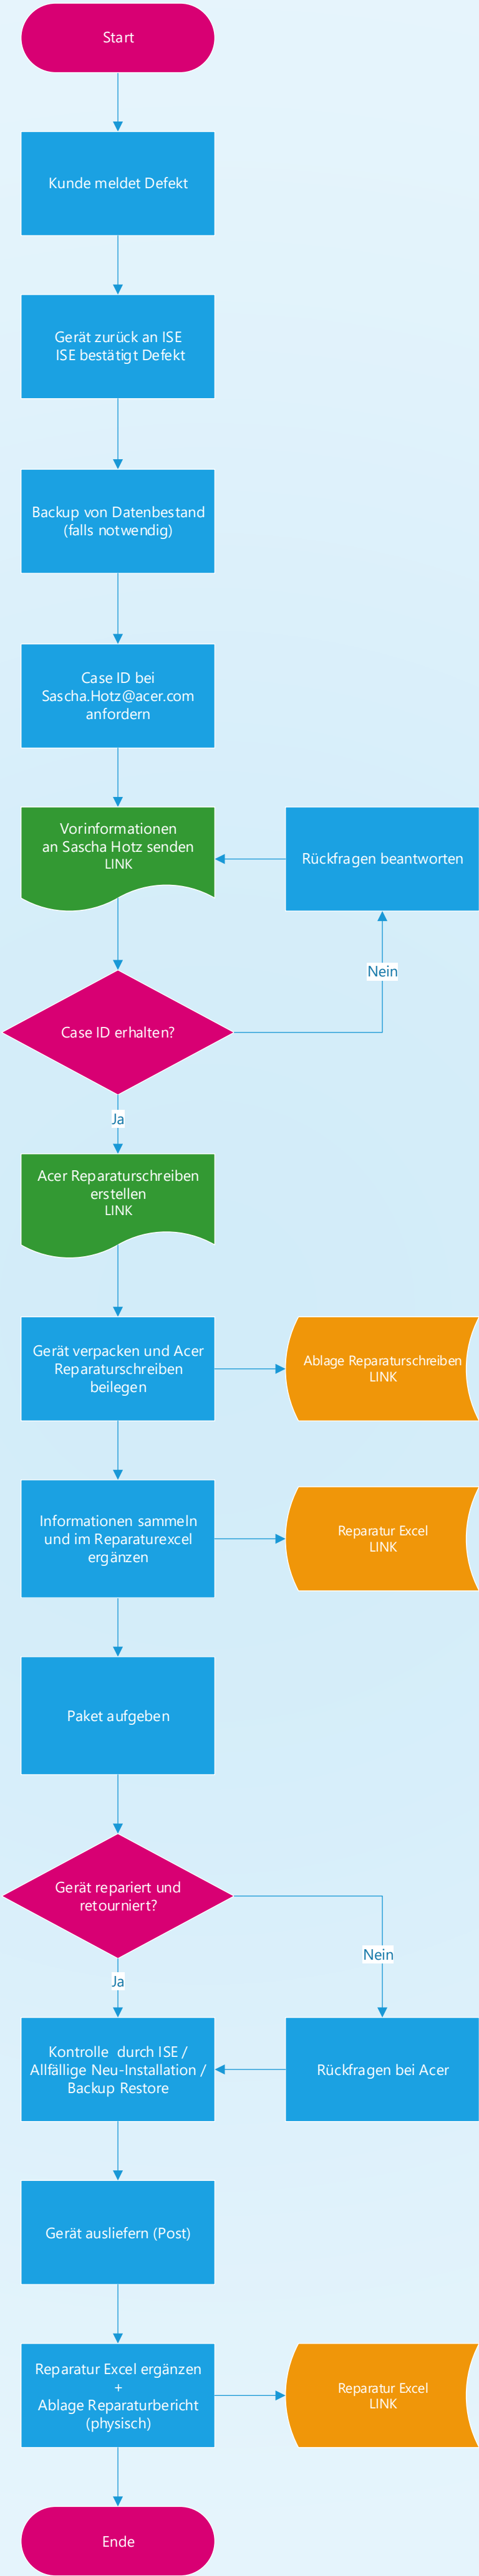 Start
Kunde meldet Defekt
Gerät zurück an ISE
ISE bestätigt Defekt
Backup von Datenbestand
(falls notwendig)
Case ID bei
Sascha.Hotz@acer.com
anfordern
Vorinformationen
an Sascha Hotz senden
LINK
Rückfragen beantworten
Nein
Case ID erhalten?
Ja
Acer Reparaturschreiben
erstellen
LINK
Gerät verpacken und Acer
Reparaturschreiben
beilegen
Ablage Reparaturschreiben
LINK
Informationen sammeln
und im Reparaturexcel
ergänzen
Reparatur Excel
LINK
Paket aufgeben
Gerät repariert und
retourniert?
Nein
Ja
Kontrolle durch ISE /
Allfällige Neu-Installation /
Backup Restore
Rückfragen bei Acer
Gerät ausliefern (Post)
Reparatur Excel ergänzen
+
Ablage Reparaturbericht
(physisch)
Reparatur Excel
LINK
Ende